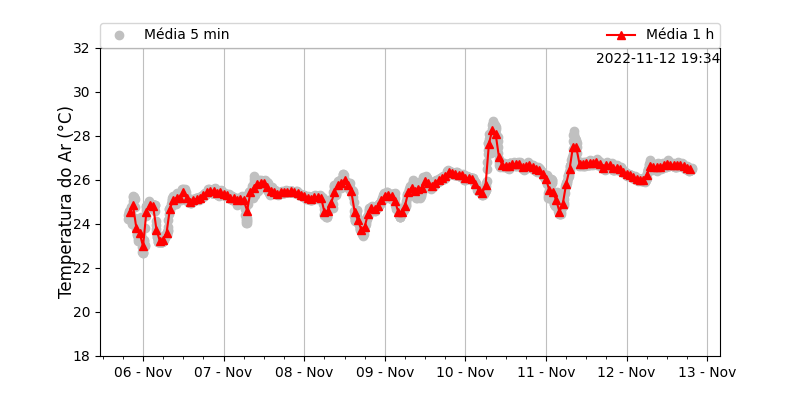 Média 5 min
Média 1 h
2022-11-12 19:34
Temperatura do Ar (°C)
32
30
28
26
24
22
20
18
06 - Nov
07 - Nov
08 - Nov
09 - Nov
10 - Nov
11 - Nov
12 - Nov
13 - Nov